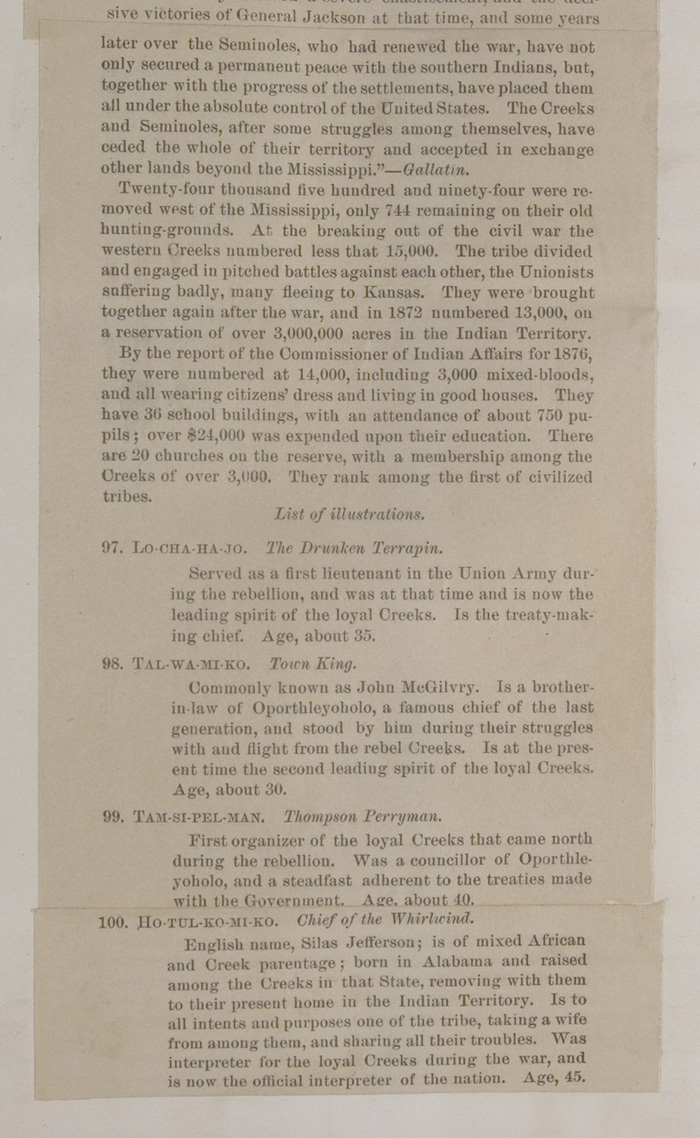 sive victories of General Jackson at that time, and some years
later over the Seminoles, who had renewed the war, have not
only secured a permanent peace with the southern Indians, but,
together with the progress of the settlements, have placed them
all under the absolute control of the United States. The Creeks
and Seminoles, after some struggles among themselves, have
ceded the whole of their territory and accepted in exchange
other lands beyond the Mississippi."—Gallatin.
Twenty-four thousand five hundred and ninety-four were re-
moved west of the Mississippi, only 744 remaining on their old
hunting-grounds. At the breaking out of the civil war the
western Creeks numbered less that 15,000. The tribe divided
and engaged in pitched battles against each other, the Unionists
suffering badly, many fleeing to Kansas. They were brought
together again after the war, and in 1872 numbered 13,000, on
a reservation of over 3,000,000 acres in the Indian Territory.
By the report of the Commissioner of Indian Affairs for 1876,
they were numbered at 14,000, including 3,000 mixed-bloods,
and all wearing citizens' dress and living in good houses. They
have 36 school buildings, with an attendance of about 750 pu-
pils; over $24,000 was expended upon their education. There
are 20 churches on the reserve, with a membership among the
Creeks of over 3,000. They rank among the first of civilized
tribes.
List of illustrations.
97. LO-CHA-HA-JO. The Drunken Terrapin.
Served as a first lieutenant in the Union Army dur-
ing the rebellion, and was at that time and is now the
leading spirit of the loyal Creeks. Is the treaty-mak-
ing chief. Age, about 35.
98. TAL-WA-MI-KO. Town King.
Commonly known as John McGilvry. Is a brother-
in-law of Oporthleyoholo, a famous chief of the last
generation, and stood by him during their struggles
with and flight from the rebel Creeks. Is at the pres-
ent time the second leading spirit of the loyal Creeks.
Age, about 30.
99. TAM-SI-PEL-MAN. Thompson Perryman.
First organizer of the loyal Creeks that came north
during the rebellion. Was a councillor of Oporthle-
yoholo, and a steadfast adherent to the treaties made
with the Government. Age, about 40.
100. HO-TUL-KO-MI-KO. Chief of the Whirlwind.
English name, Silas Jefferson; is of mixed African
and Creek parentage; born in Alabama and raised
among the Creeks in that State, removing with them
to their present home in the Indian Territory. Is to
all intents and purposes one of the tribe, taking a wife
from among them, and sharing all their troubles. Was
interpreter for the loyal Creeks during the war, and
is now the official interpreter of the nation. Age, 45.